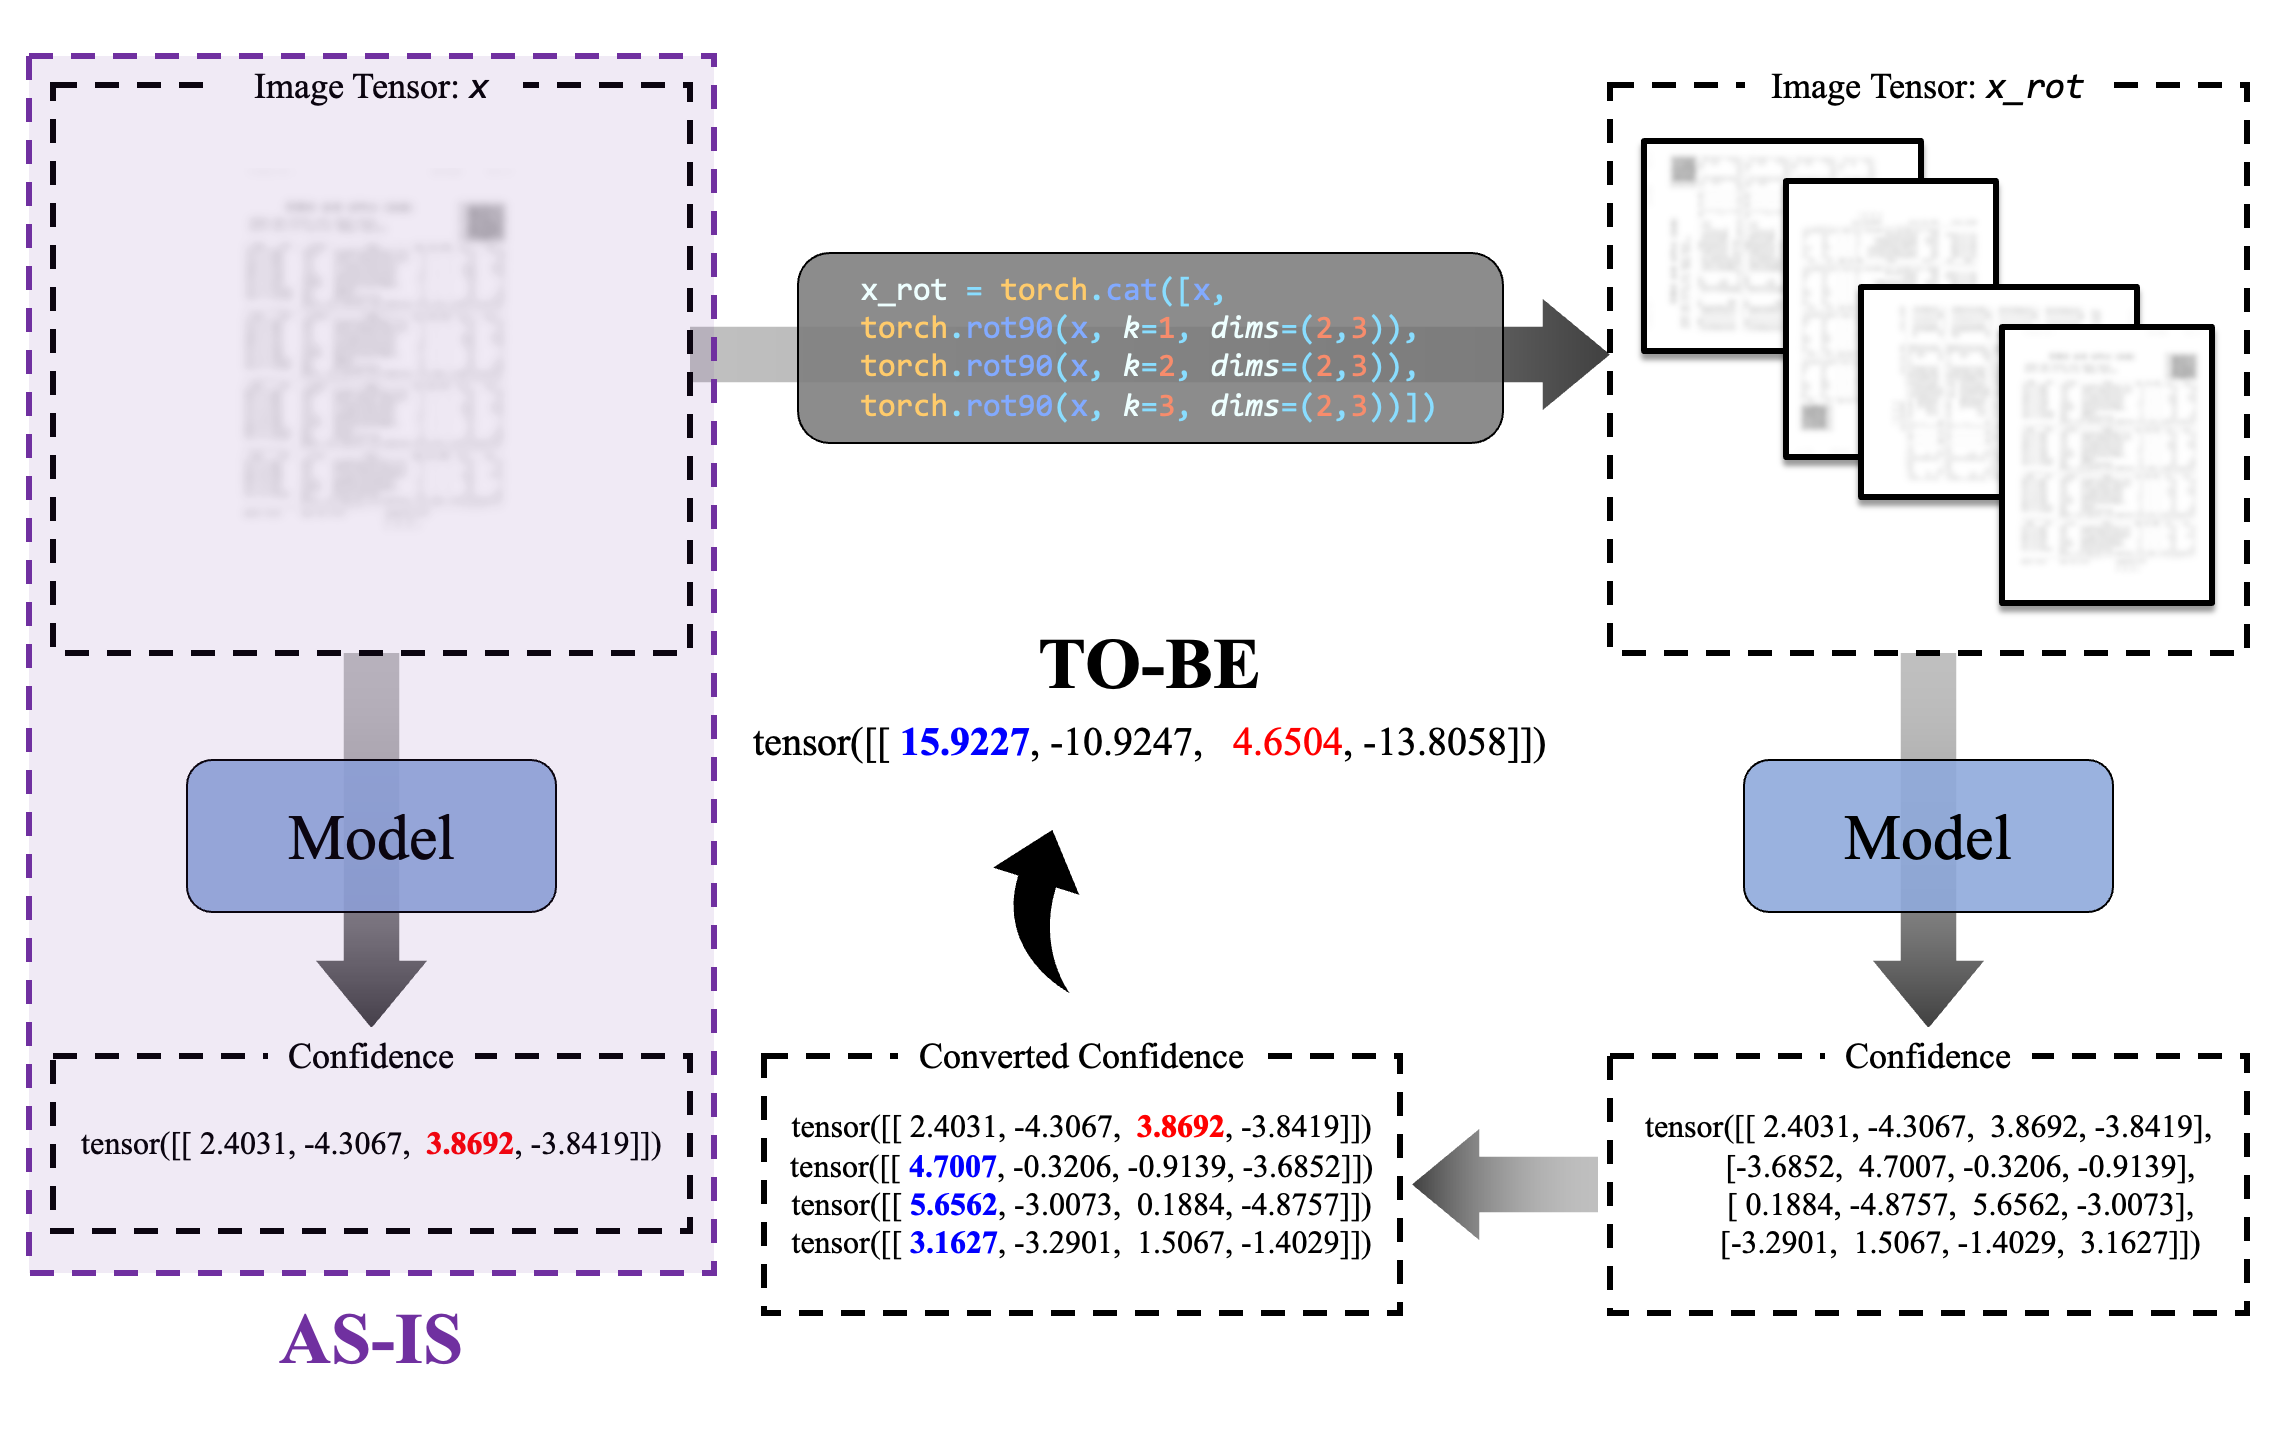 Image Tensor: x
Image Tensor: x_rot
x_rot = torch.cat([x,
torch.rot90(x, k=1, dims=(2,3)),
torch.rot90(x, k=2, dims=(2,3)),
torch.rot90(x, k=3, dims=(2,3))])
TO-BE
tensor([[ 15.9227, -10.9247, 4.6504, -13.8058]])
Model
Model
Confidence
tensor([[ 2.4031, -4.3067, 3.8692, -3.8419]])
AS-IS
Converted Confidence
tensor([[ 2.4031, -4.3067, 3.8692, -3.8419]])
tensor([[ 4.7007, -0.3206, -0.9139, -3.6852]])
tensor([[ 5.6562, -3.0073, 0.1884, -4.8757]])
tensor([[ 3.1627, -3.2901, 1.5067, -1.4029]])
Confidence
tensor([[ 2.4031, -4.3067, 3.8692, -3.8419],
[-3.6852, 4.7007, -0.3206, -0.9139],
[ 0.1884, -4.8757, 5.6562, -3.0073],
[-3.2901, 1.5067, -1.4029, 3.1627]])